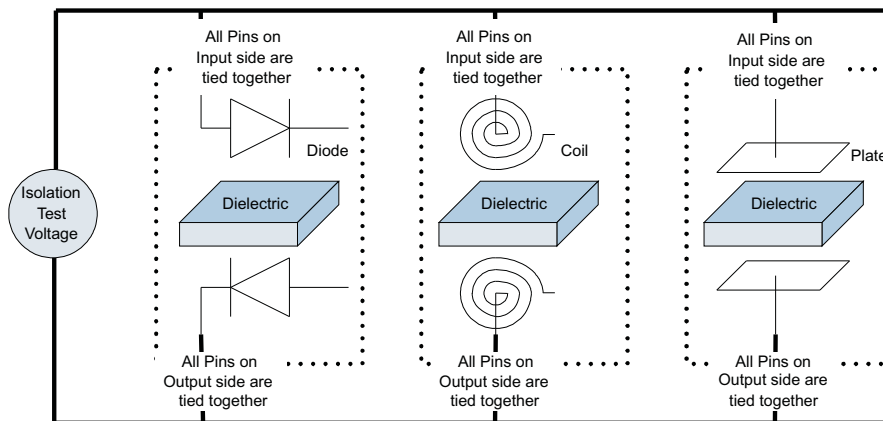 All Pins on
Input side are
tied together
All Pins on
Input side are
tied together
All Pins on
Input side are
tied together
Diode
Coil
Plate
Isolation
Test
Voltage
Dielectric
Dielectric
Dielectric
All Pins on
Output side are
tied together
All Pins on
Output side are
tied together
All Pins on
Output side are
tied together